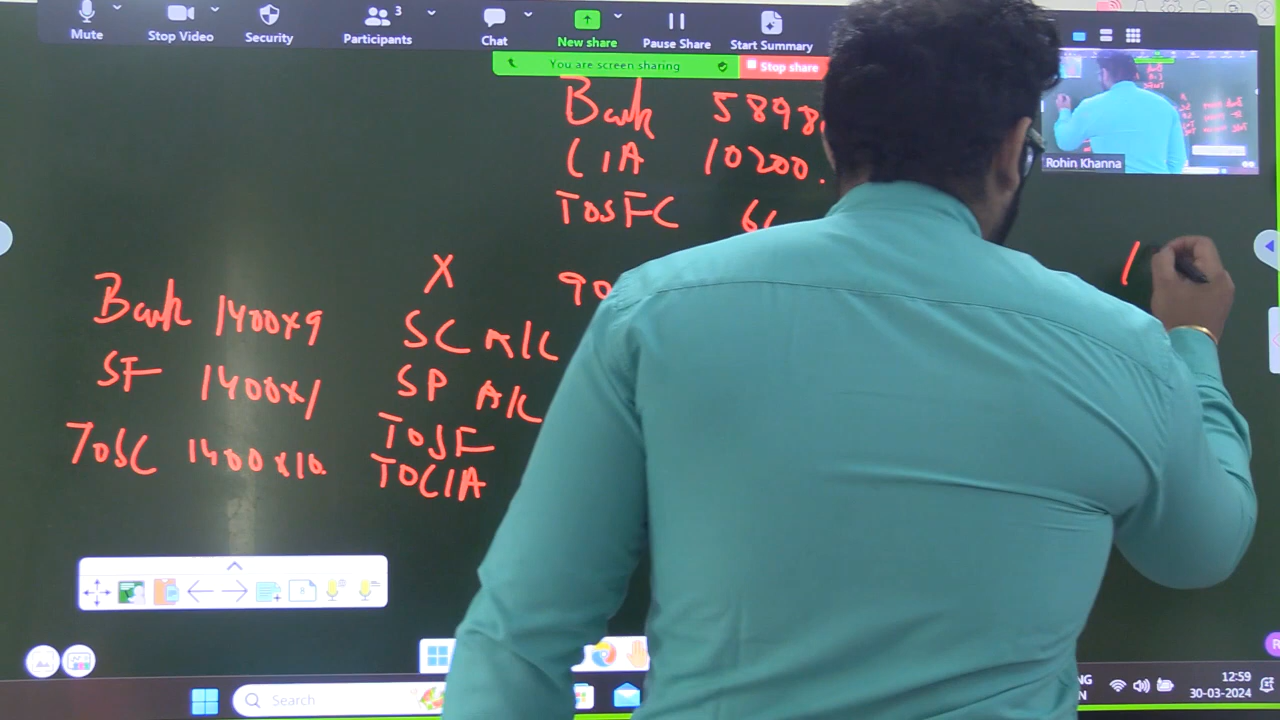 Mute
Stop Video
Security
Participants
3
Chat
New share
Pause Share
Start Summary
You are screen sharing
Stop share
Rohin Khanna
Bank 5898
CIA 10200.
TOSFC
X
Bank 1400x9
SC A/C
SF 1400x1
SP A/C
TOSC 1400x10.
TOSF
TOCIA
Search
12:59
30-03-2024